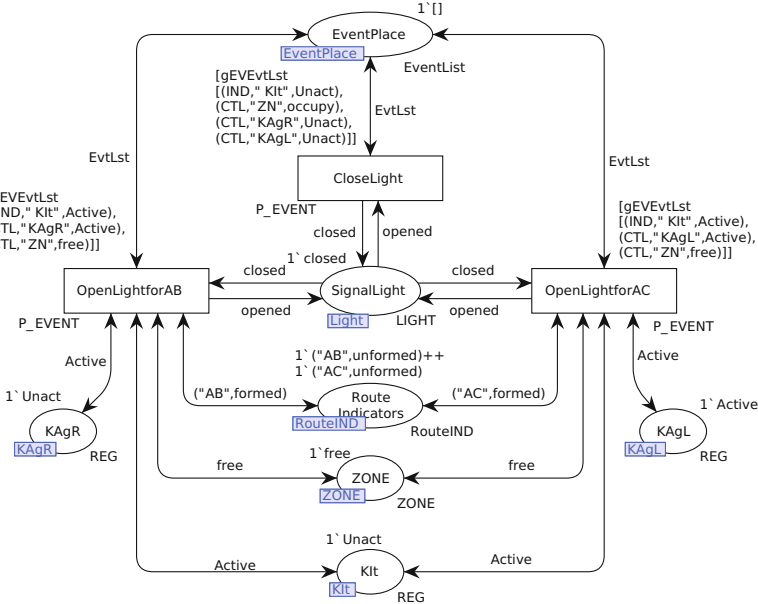 1`[]
EventPlace
EventPlace
EventList
[gEVEvtLst
[(IND," KIt",Unact),
(CTL,"ZN",occupy),
(CTL,"KAgR",Unact),
(CTL,"KAgL",Unact)]]
EvtLst
EvtLst
EvtLst
CloseLight
P_EVENT
EVEvtLst
ND," KIt",Active),
TL,"KAgR",Active),
TL,"ZN",free)]]
[gEVEvtLst
[(IND," KIt",Active),
(CTL,"KAgL",Active),
(CTL,"ZN",free)]]
closed
opened
1`closed
closed
closed
OpenLightforAB
SignalLight
OpenLightforAC
opened
opened
Light
LIGHT
P_EVENT
P_EVENT
1`("AB",unformed)++
1`("AC",unformed)
Active
Active
("AB",formed)
Route
Indicators
("AC",formed)
RouteIND
RouteIND
1`Unact
KAgR
KAgR
REG
1`Active
KAgL
KAgL
REG
1`free
free
free
ZONE
ZONE
ZONE
1`Unact
Active
Active
KIt
KIt
REG